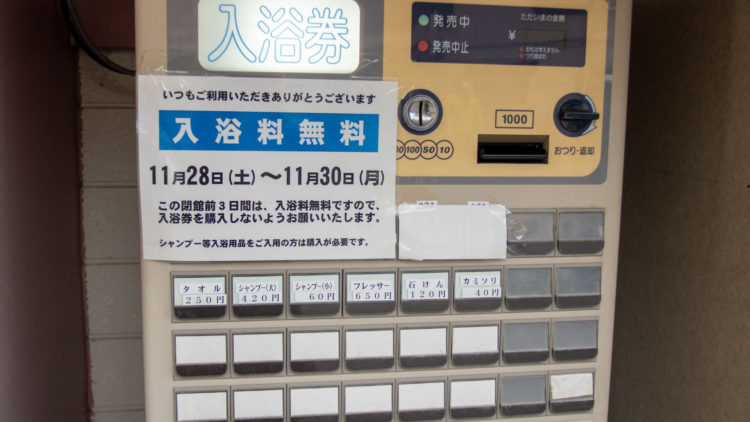 入浴券
発売中
ただいまの金額
発売中止
¥
いつもご利用いただきありがとうございます
入浴料無料
11月28日(土)～11月30日(月)
この閉館前3日間は、入浴料無料ですので、
入浴券を購入しないようお願いいたします。
シャンプー等入浴用品をご入用の方は購入が必要です。
1000
100 50 10
おつり・返却
タオル
250円
シャンプー(大)
420円
シャンプー(小)
60円
フレッサー
650円
石けん
120円
カミソリ
40円